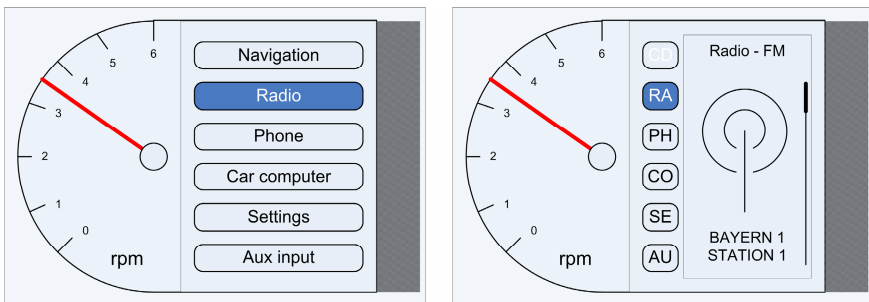 6
5
4
3
2
1
0
rpm
Navigation
Radio
Phone
Car computer
Settings
Aux input
6
5
4
3
2
1
0
rpm
CD
RA
PH
CO
SE
AU
Radio - FM
BAYERN 1
STATION 1